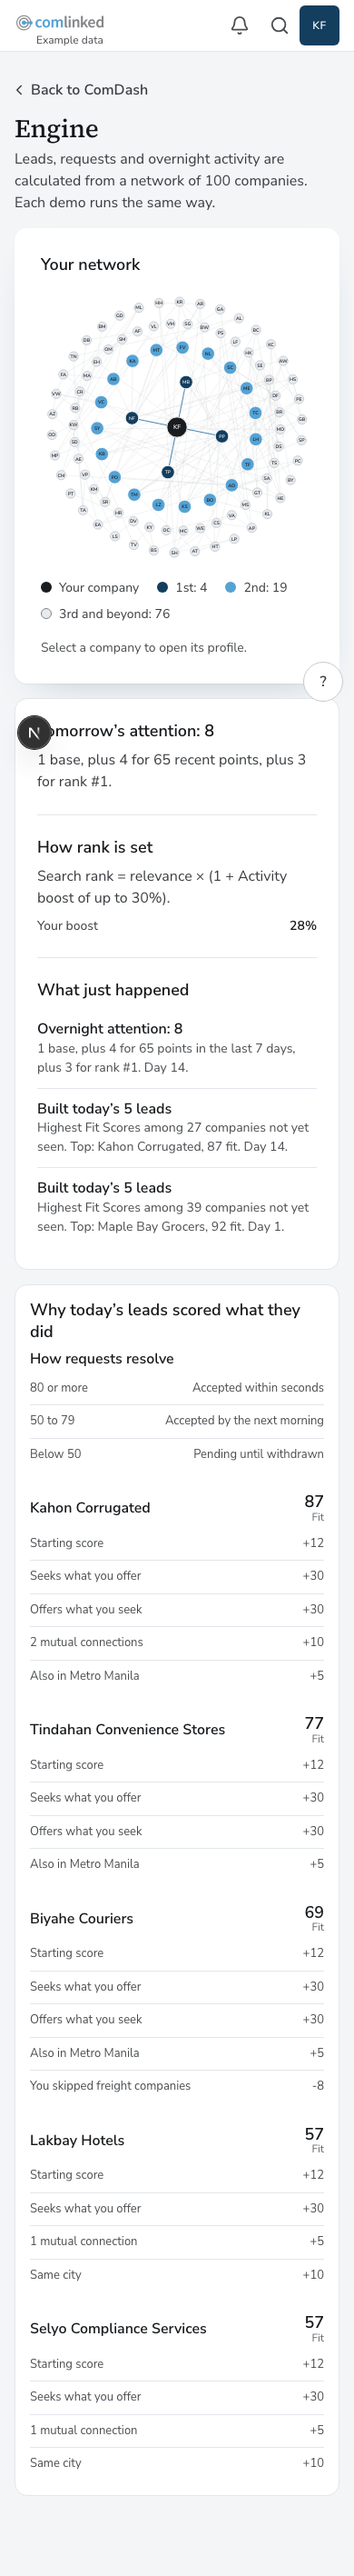 comlinked
Example data
KF
Back to ComDash
Engine
Leads, requests and overnight activity are
calculated from a network of 100 companies.
Each demo runs the same way.
Your network
KF
Your company
1st: 4
2nd: 19
3rd and beyond: 76
Select a company to open its profile.
?
N
omorrow's attention: 8
1 base, plus 4 for 65 recent points, plus 3
for rank #1.
How rank is set
Search rank = relevance × (1 + Activity
boost of up to 30%).
Your boost 28%
What just happened
Overnight attention: 8
1 base, plus 4 for 65 points in the last 7 days,
plus 3 for rank #1. Day 14.
Built today's 5 leads
Highest Fit Scores among 27 companies not yet
seen. Top: Kahon Corrugated, 87 fit. Day 14.
Built today's 5 leads
Highest Fit Scores among 39 companies not yet
seen. Top: Maple Bay Grocers, 92 fit. Day 1.
Why today's leads scored what they
did
How requests resolve
80 or more Accepted within seconds
50 to 79 Accepted by the next morning
Below 50 Pending until withdrawn
Kahon Corrugated 87
Fit
Starting score +12
Seeks what you offer +30
Offers what you seek +30
2 mutual connections +10
Also in Metro Manila +5
Tindahan Convenience Stores 77
Fit
Starting score +12
Seeks what you offer +30
Offers what you seek +30
Also in Metro Manila +5
Biyahe Couriers 69
Fit
Starting score +12
Seeks what you offer +30
Offers what you seek +30
Also in Metro Manila +5
You skipped freight companies -8
Lakbay Hotels 57
Fit
Starting score +12
Seeks what you offer +30
1 mutual connection +5
Same city +10
Selyo Compliance Services 57
Fit
Starting score +12
Seeks what you offer +30
1 mutual connection +5
Same city +10